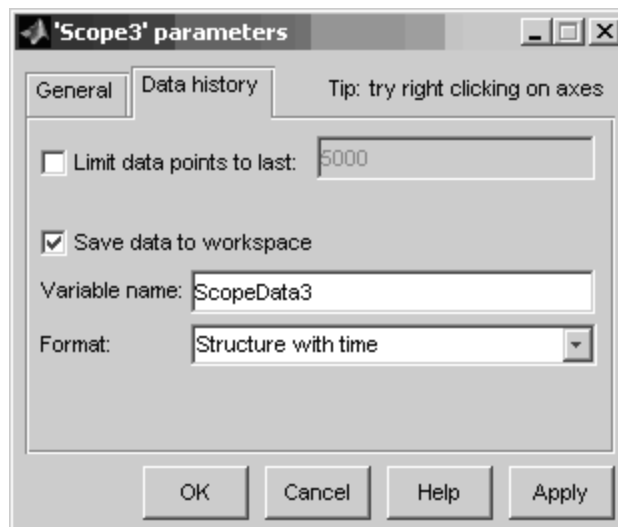 'Scope3' parameters
General
Data history
Tip: try right clicking on axes
Limit data points to last:
5000
Save data to workspace
Variable name:
ScopeData3
Format:
Structure with time
OK
Cancel
Help
Apply